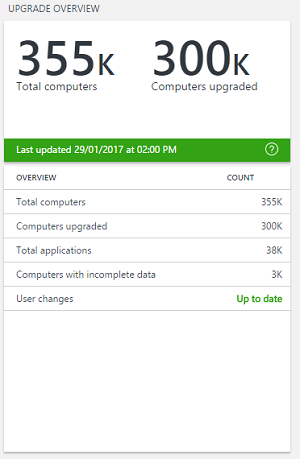 UPGRADE OVERVIEW
355K 300K
Total computers Computers upgraded
Last updated 29/01/2017 at 02:00 PM ?
OVERVIEW COUNT
Total computers 355K
Computers upgraded 300K
Total applications 38K
Computers with incomplete data 3K
User changes Up to date